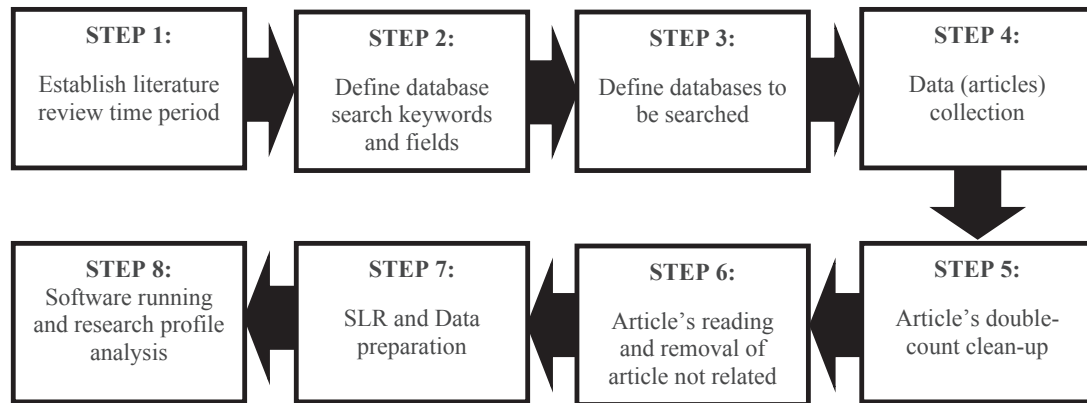 STEP 1:
Establish literature
review time period
STEP 2:
Define database
search keywords
and fields
STEP 3:
Define databases to
be searched
STEP 4:
Data (articles)
collection
STEP 5:
Article's double-
count clean-up
STEP 6:
Article's reading
and removal of
article not related
STEP 7:
SLR and Data
preparation
STEP 8:
Software running
and research profile
analysis